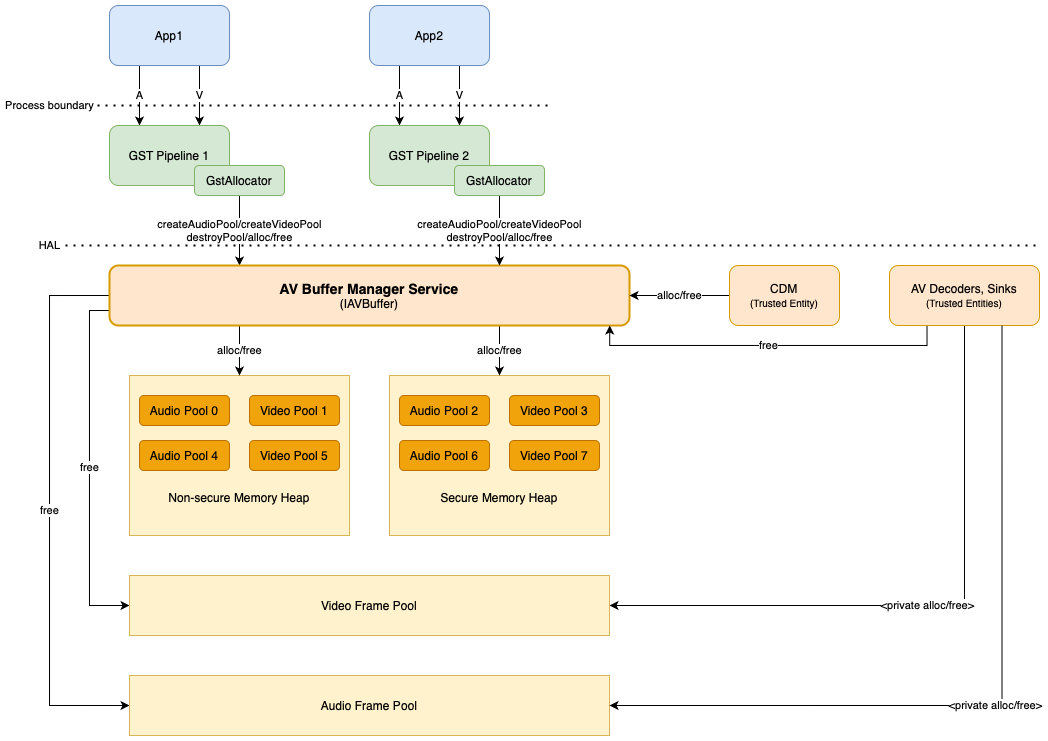 App1
App2
A
V
A
V
Process boundary
GST Pipeline 1
GST Pipeline 2
GstAllocator
GstAllocator
createAudioPool/createVideoPool
destroyPool/alloc/free
createAudioPool/createVideoPool
destroyPool/alloc/free
HAL
AV Buffer Manager Service
(IAVBuffer)
alloc/free
CDM
(Trusted Entity)
AV Decoders, Sinks
(Trusted Entities)
free
alloc/free
alloc/free
Audio Pool 0
Video Pool 1
Audio Pool 4
Video Pool 5
Non-secure Memory Heap
Audio Pool 2
Video Pool 3
Audio Pool 6
Video Pool 7
Secure Memory Heap
free
free
Video Frame Pool
<private alloc/free>
Audio Frame Pool
<private alloc/free>